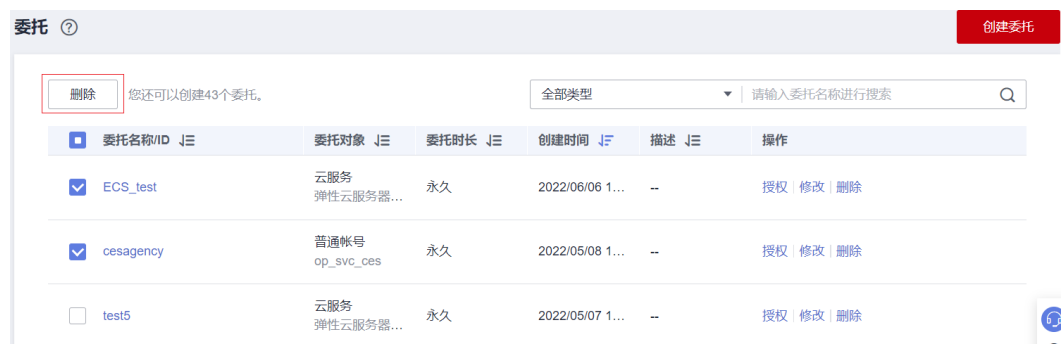 委托 ?
创建委托
删除 您还可以创建43个委托。 全部类型 请输入委托名称进行搜索
委托名称/ID 委托对象 委托时长 创建时间 描述 操作
ECS_test 云服务 弹性云服务器... 永久 2022/06/06 1... -- 授权 修改 删除
cesagency 普通帐号 op_svc_ces 永久 2022/05/08 1... -- 授权 修改 删除
test5 云服务 弹性云服务器... 永久 2022/05/07 1... -- 授权 修改 删除